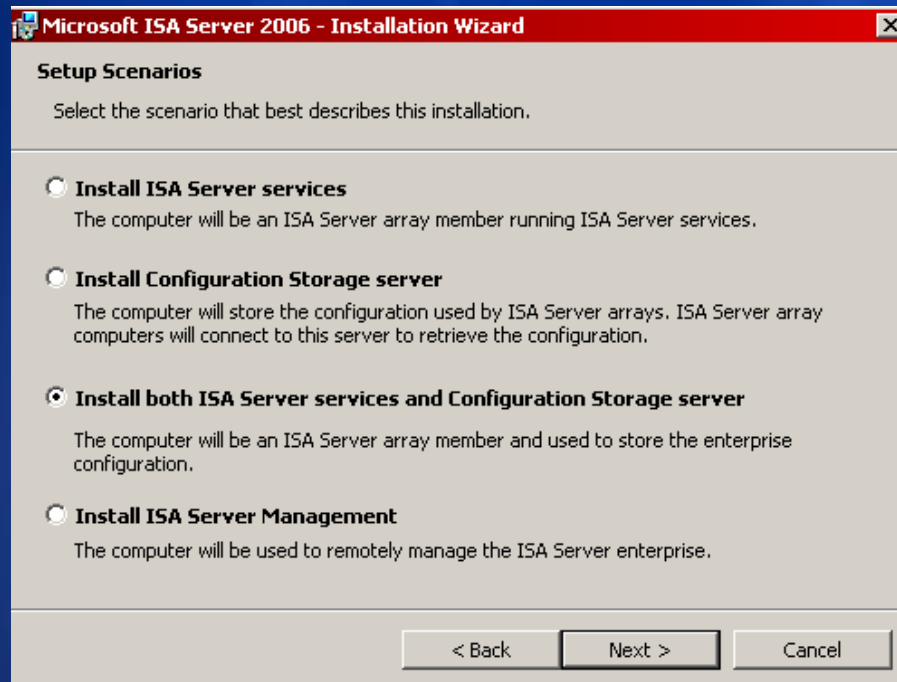 Microsoft ISA Server 2006 - Installation Wizard
Setup Scenarios
Select the scenario that best describes this installation.
Install ISA Server services
The computer will be an ISA Server array member running ISA Server services.
Install Configuration Storage server
The computer will store the configuration used by ISA Server arrays. ISA Server array
computers will connect to this server to retrieve the configuration.
Install both ISA Server services and Configuration Storage server
The computer will be an ISA Server array member and used to store the enterprise
configuration.
Install ISA Server Management
The computer will be used to remotely manage the ISA Server enterprise.
< Back Next > Cancel